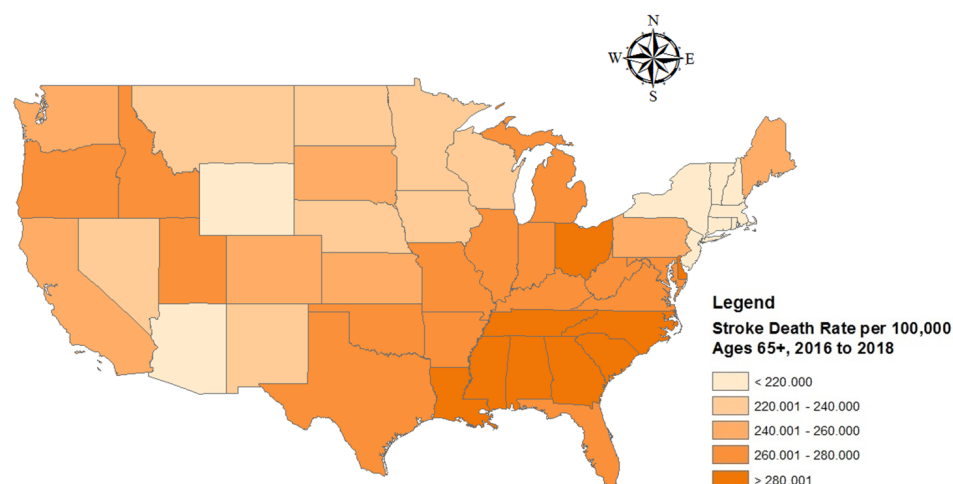 N
W E
S
Legend
Stroke Death Rate per 100,000
Ages 65+, 2016 to 2018
< 220.000
220.001 - 240.000
240.001 - 260.000
260.001 - 280.000
> 280.001